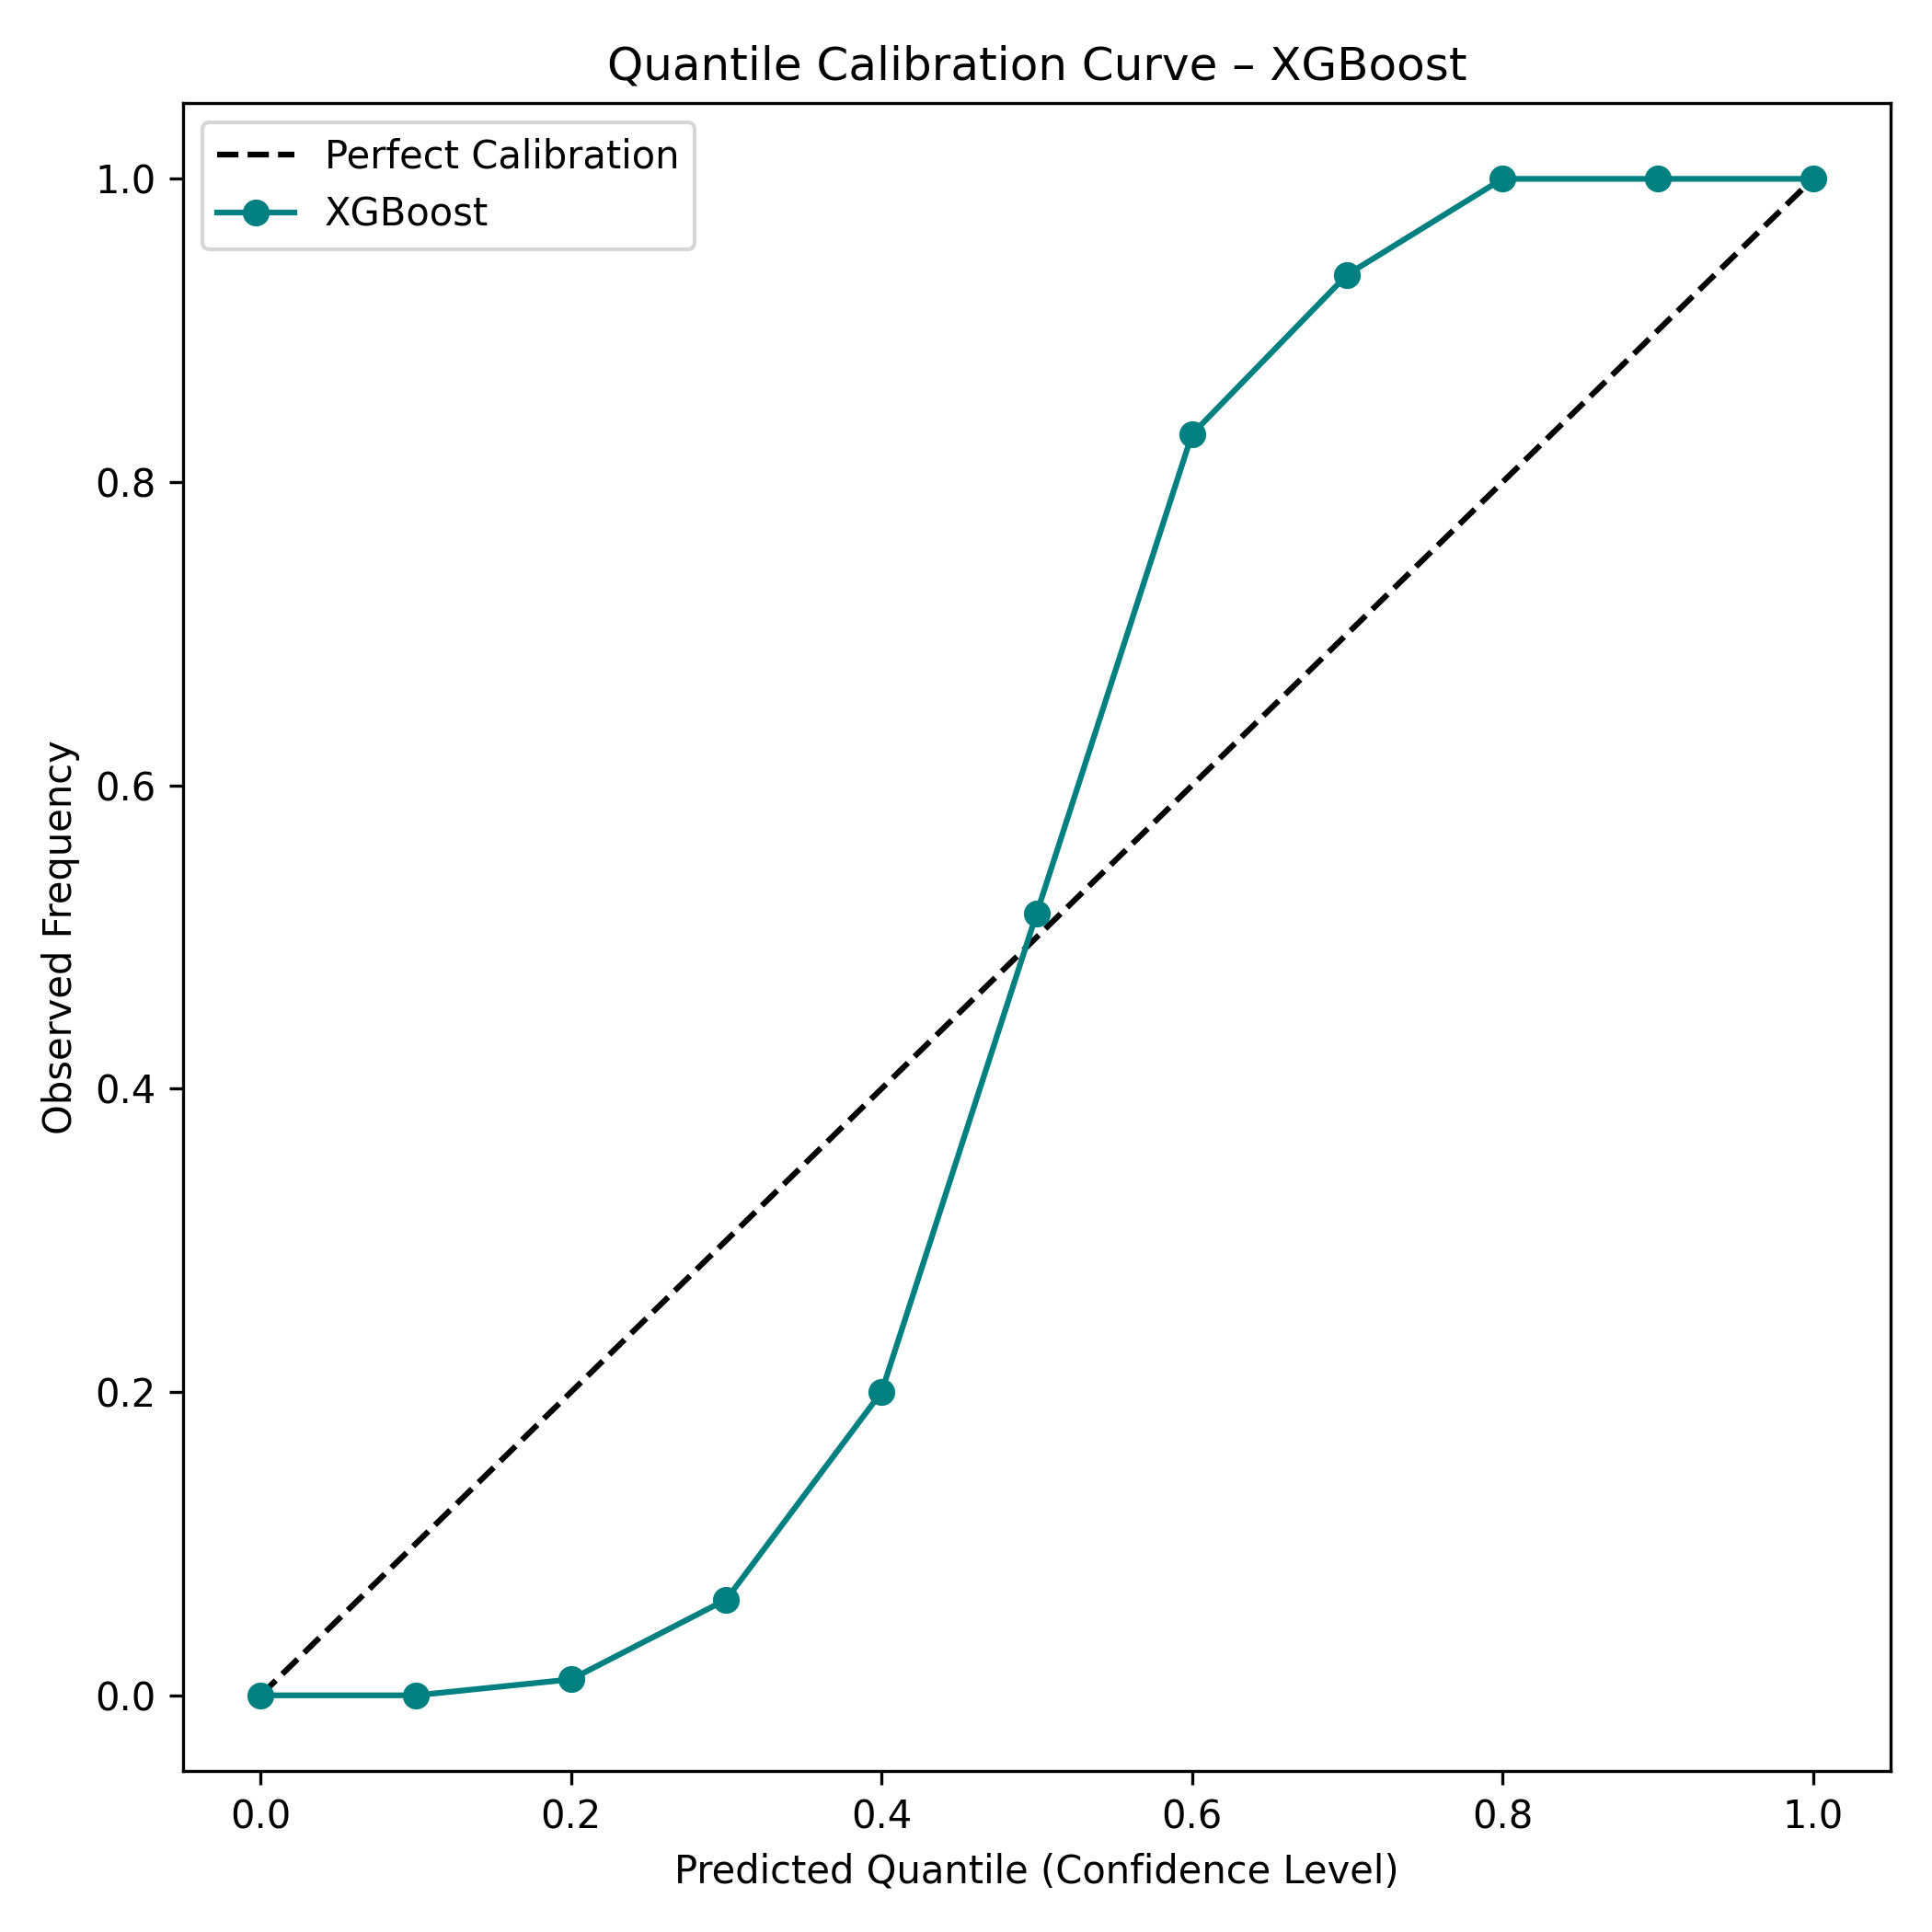 Quantile Calibration Curve – XGBoost
Perfect Calibration
XGBoost
1.0
0.8
0.6
0.4
0.2
0.0
Observed Frequency
0.0 0.2 0.4 0.6 0.8 1.0
Predicted Quantile (Confidence Level)